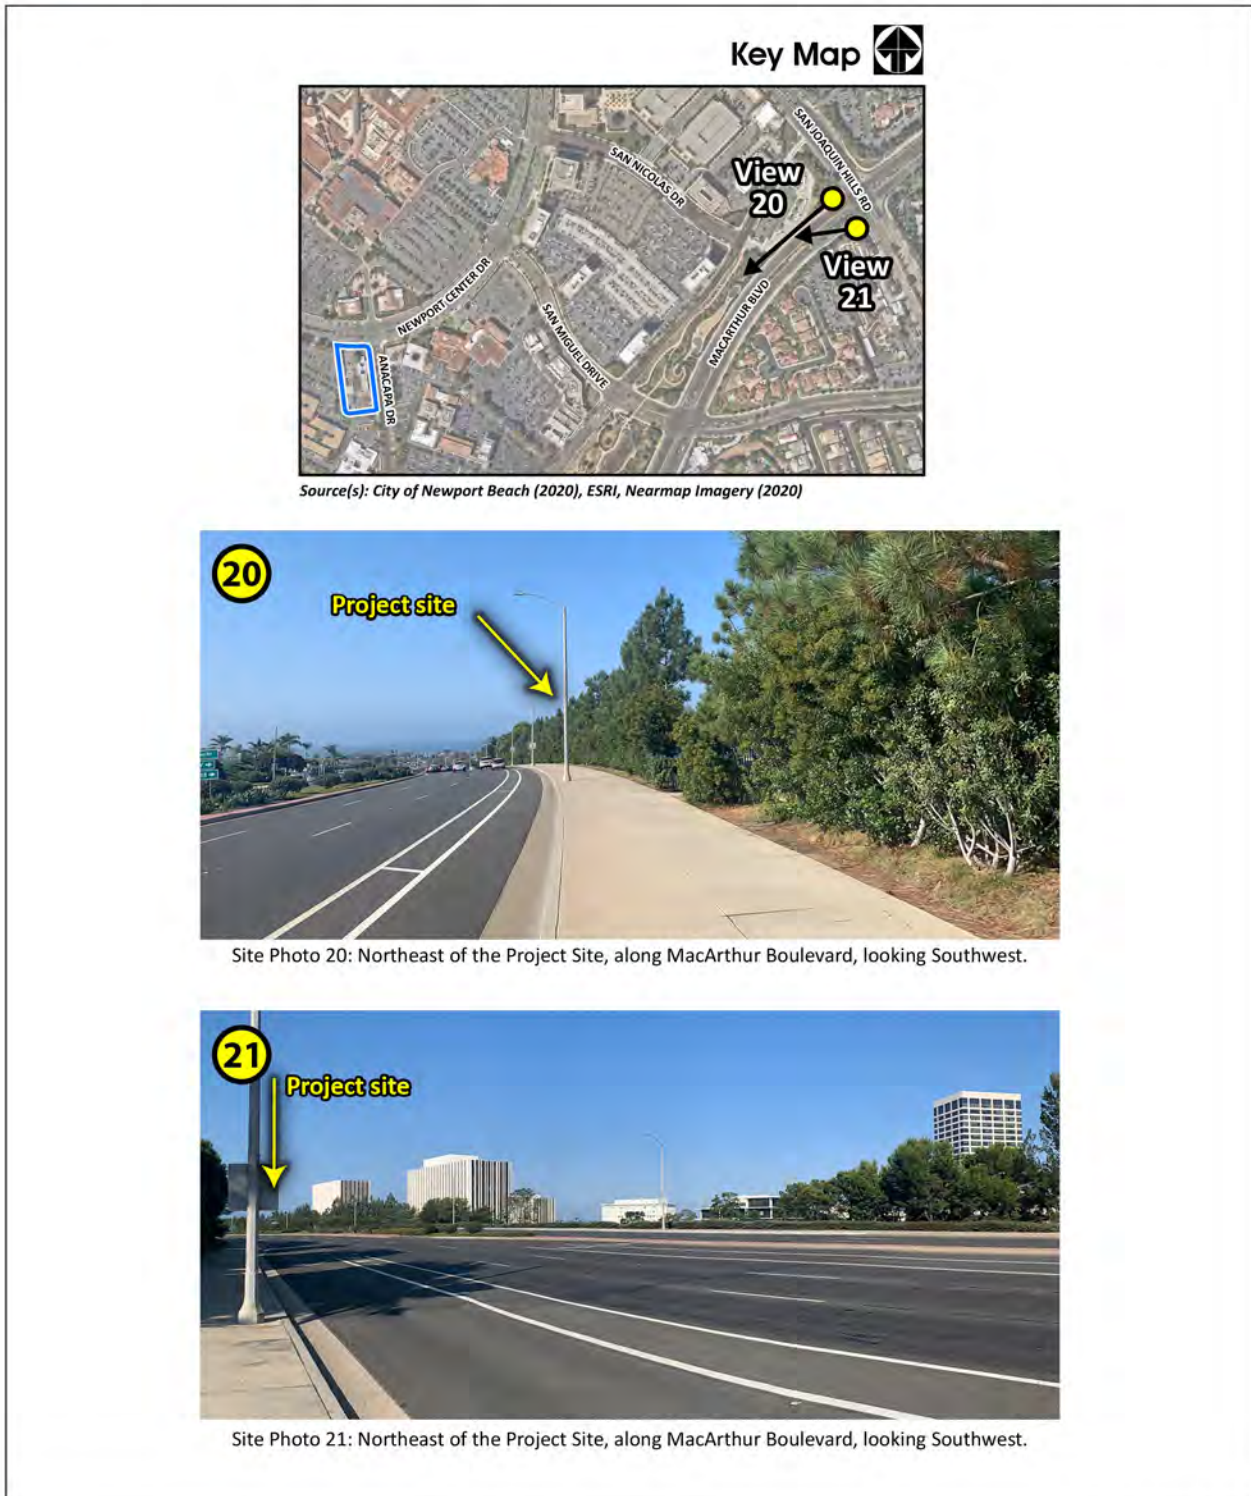 Key Map
SAN JOAQUIN HILLS RD
SAN NICOLAS DR
View
20
View
21
NEWPORT CENTER DR
SAN MIGUEL DRIVE
MACARTHUR BLVD
ANACAPA DR
Source(s): City of Newport Beach (2020), ESRI, Nearmap Imagery (2020)
20
Project site
Site Photo 20: Northeast of the Project Site, along MacArthur Boulevard, looking Southwest.
21
Project site
Site Photo 21: Northeast of the Project Site, along MacArthur Boulevard, looking Southwest.